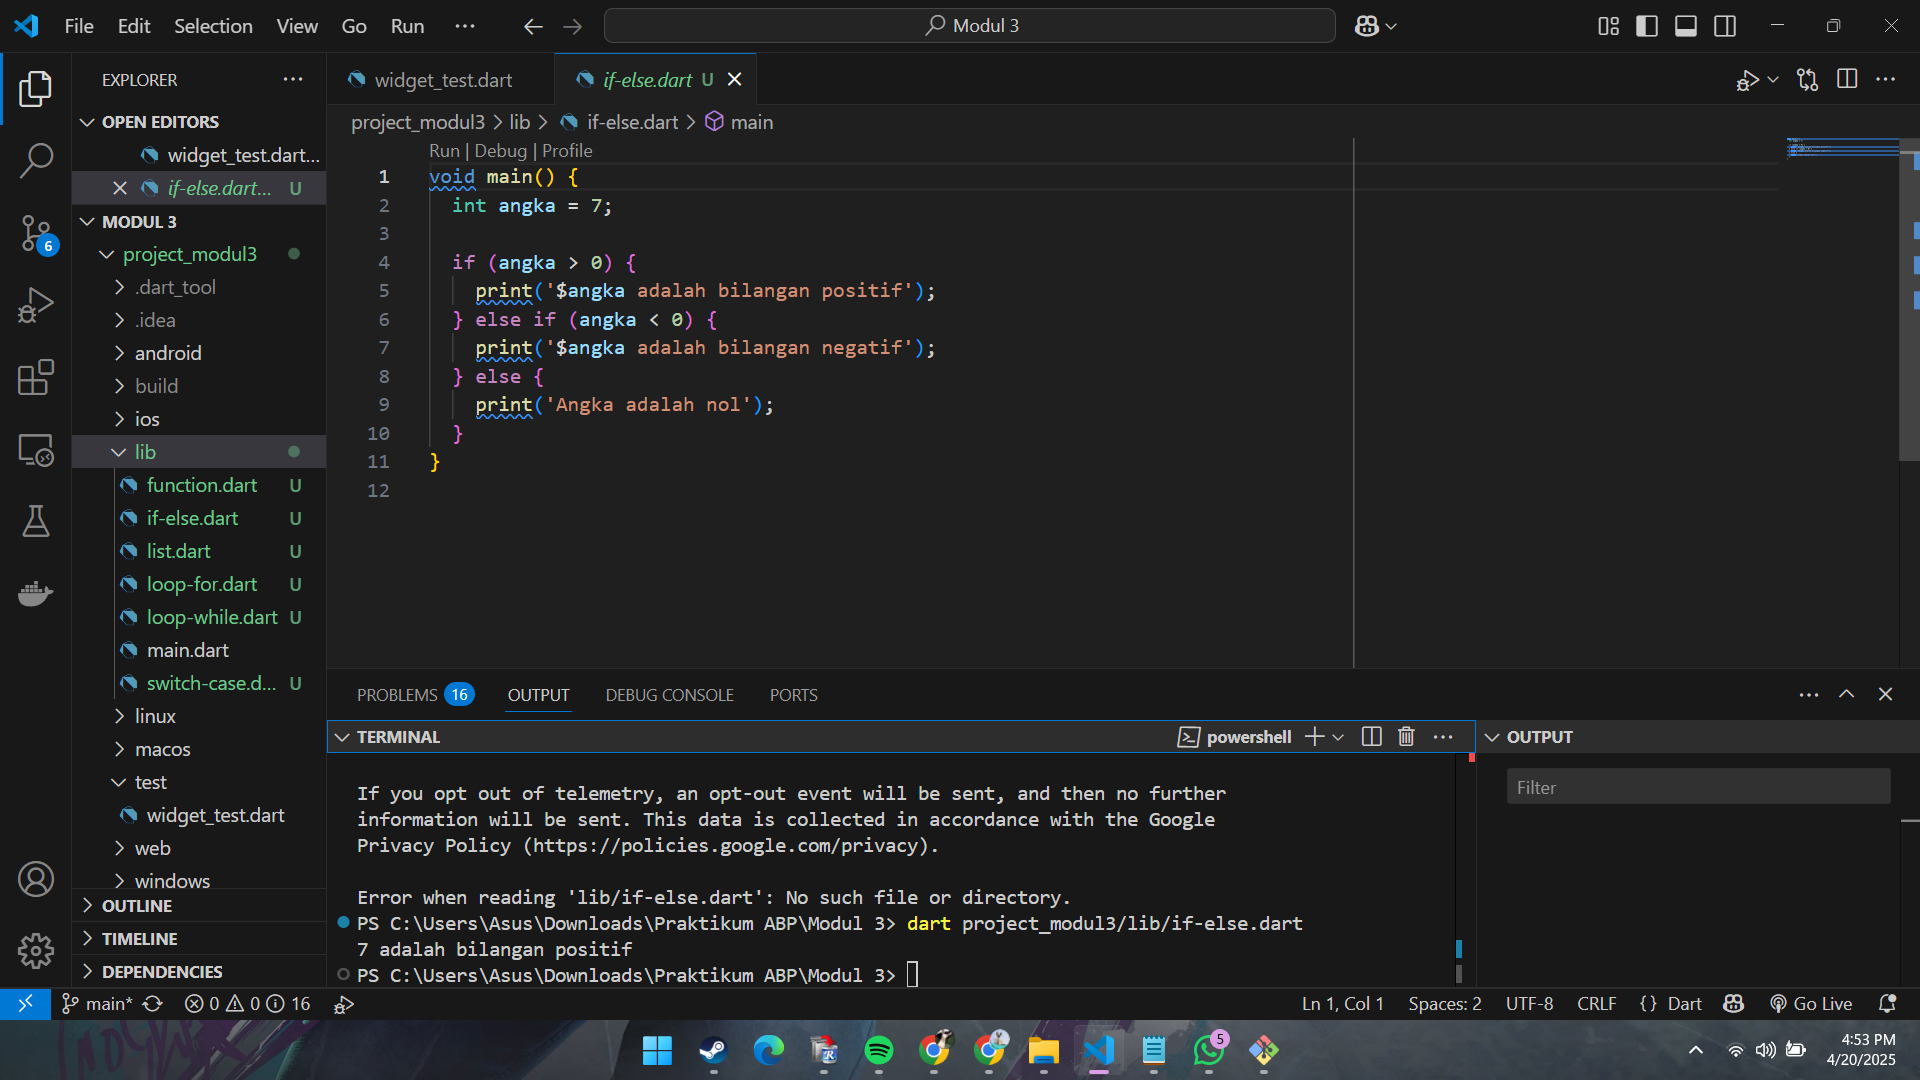 File Edit Selection View Go Run ··· Modul 3
EXPLORER
OPEN EDITORS
widget_test.dart...
if-else.dart... U
MODUL 3
project_modul3
.dart_tool
.idea
android
build
ios
lib
function.dart U
if-else.dart U
list.dart U
loop-for.dart U
loop-while.dart U
main.dart
switch-case.d... U
linux
macos
test
widget_test.dart
web
windows
OUTLINE
TIMELINE
DEPENDENCIES
6
widget_test.dart if-else.dart U
project_modul3 > lib > if-else.dart > main
Run | Debug | Profile
1 void main() {
2 int angka = 7;
3
4 if (angka > 0) {
5 print('$angka adalah bilangan positif');
6 } else if (angka < 0) {
7 print('$angka adalah bilangan negatif');
8 } else {
9 print('Angka adalah nol');
10 }
11 }
12
PROBLEMS 16 OUTPUT DEBUG CONSOLE PORTS
TERMINAL powershell
If you opt out of telemetry, an opt-out event will be sent, and then no further
information will be sent. This data is collected in accordance with the Google
Privacy Policy (https://policies.google.com/privacy).
Error when reading 'lib/if-else.dart': No such file or directory.
PS C:\Users\Asus\Downloads\Praktikum ABP\Modul 3> dart project_modul3/lib/if-else.dart
7 adalah bilangan positif
PS C:\Users\Asus\Downloads\Praktikum ABP\Modul 3>
OUTPUT
Filter
main* 0 0 16 Ln 1, Col 1 Spaces: 2 UTF-8 CRLF {} Dart Go Live
5
4:53 PM
4/20/2025